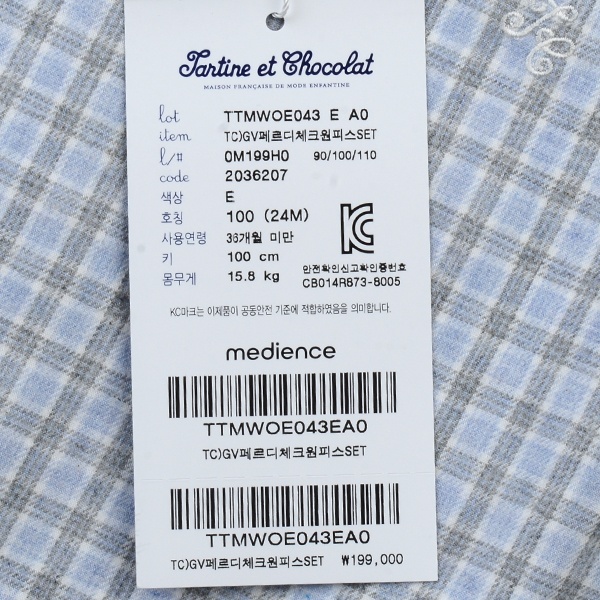 Tartine et Chocolat
MAISON FRANÇAISE DE MODE ENFANTINE
lot TTMWOE043 E A0
item TC)GV페르디체크원피스SET
l/# 0M199H0 90/100/110
code 2036207
색상 E
호칭 100 (24M)
사용연령 36개월 미만
키 100 cm
몸무게 15.8 kg
안전확인신고확인증번호
CB014R873-8005
KC마크는 이제품이 공동안전 기준에 적합하였음을 의미합니다.
medience
TTMWOE043EA0
TC)GV페르디체크원피스SET
TTMWOE043EA0
TC)GV페르디체크원피스SET ₩199,000